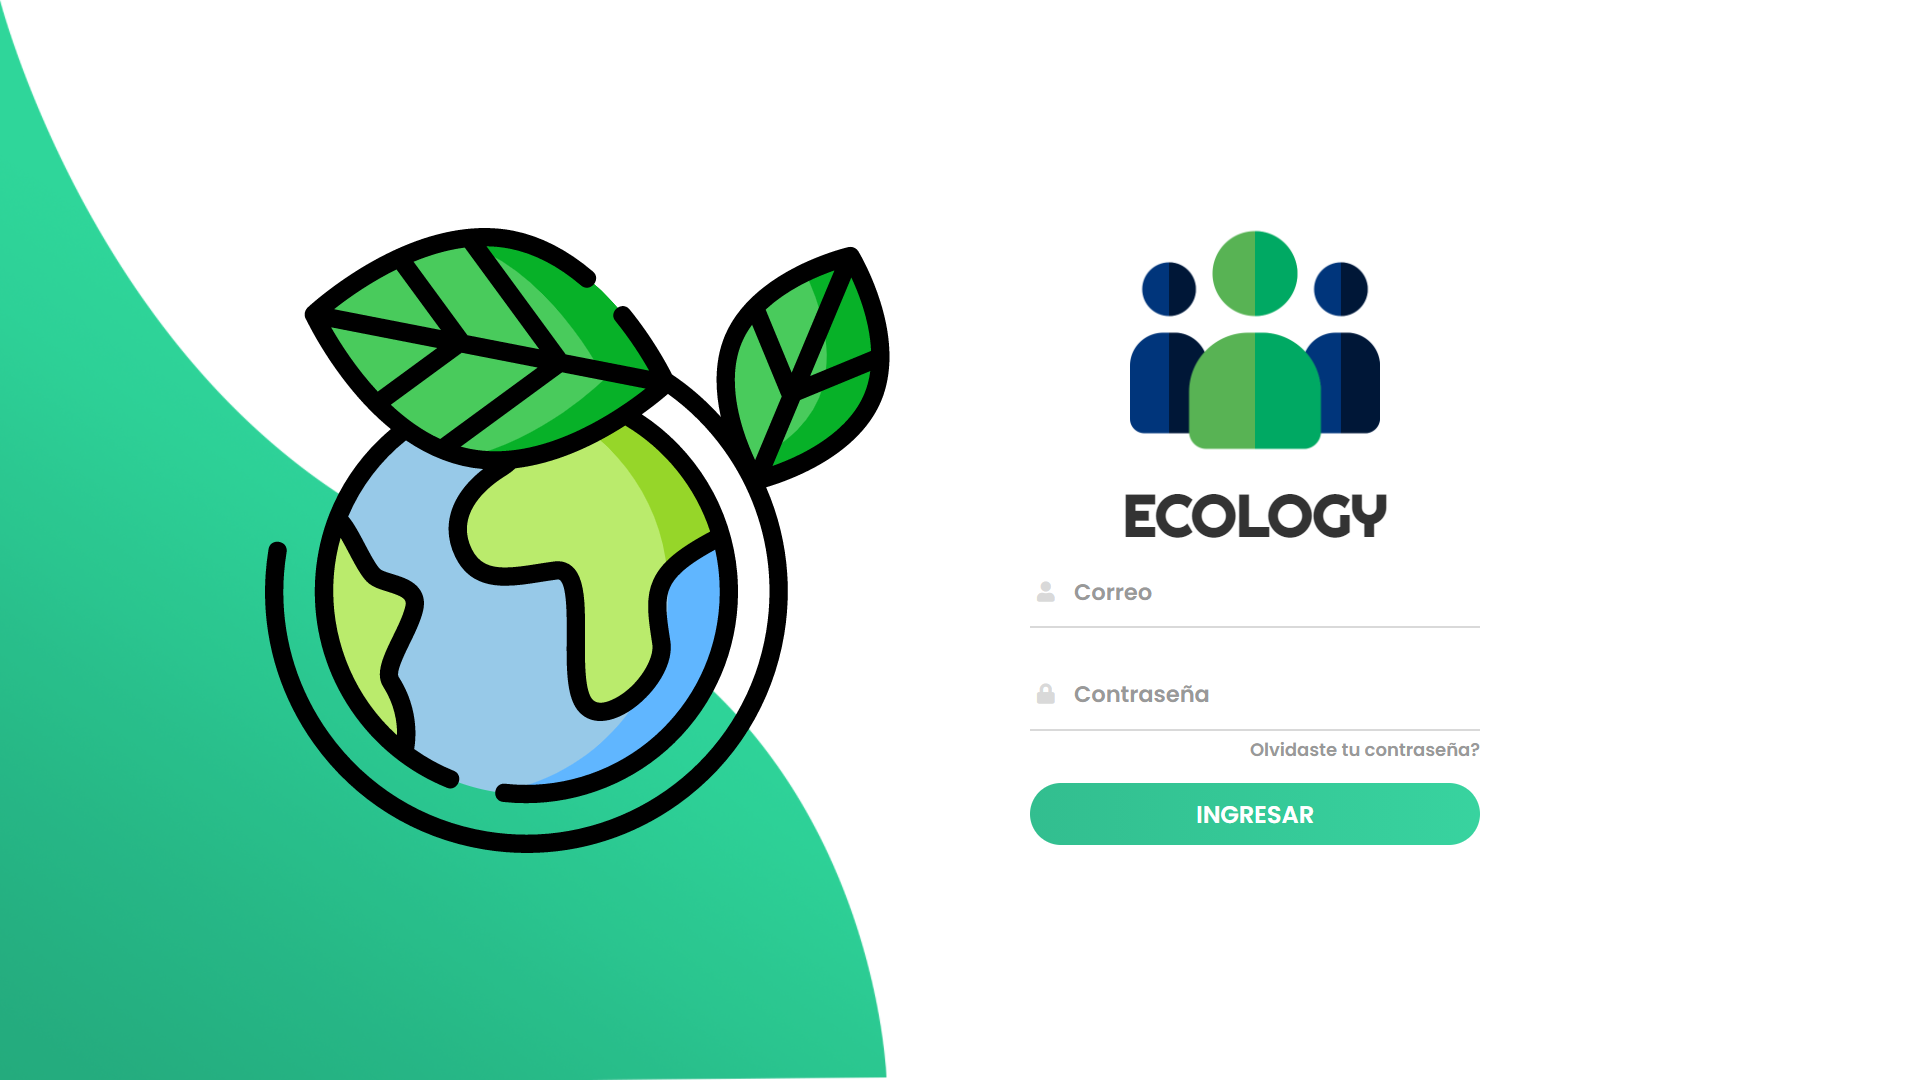 ECOLOGY
Correo
Contraseña
Olvidaste tu contraseña?
INGRESAR